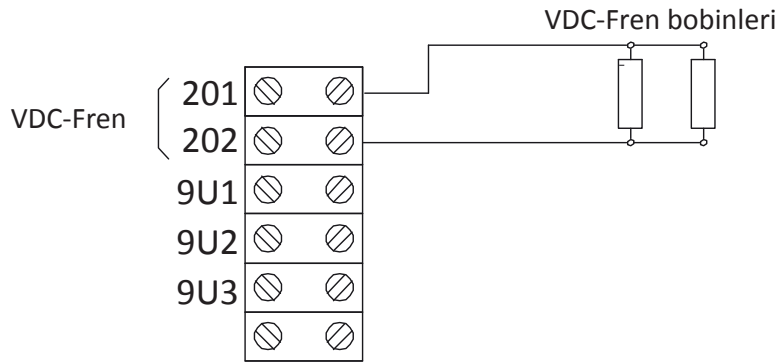 VDC-Fren bobinleri
201
VDC-Fren
202
9U1
9U2
9U3